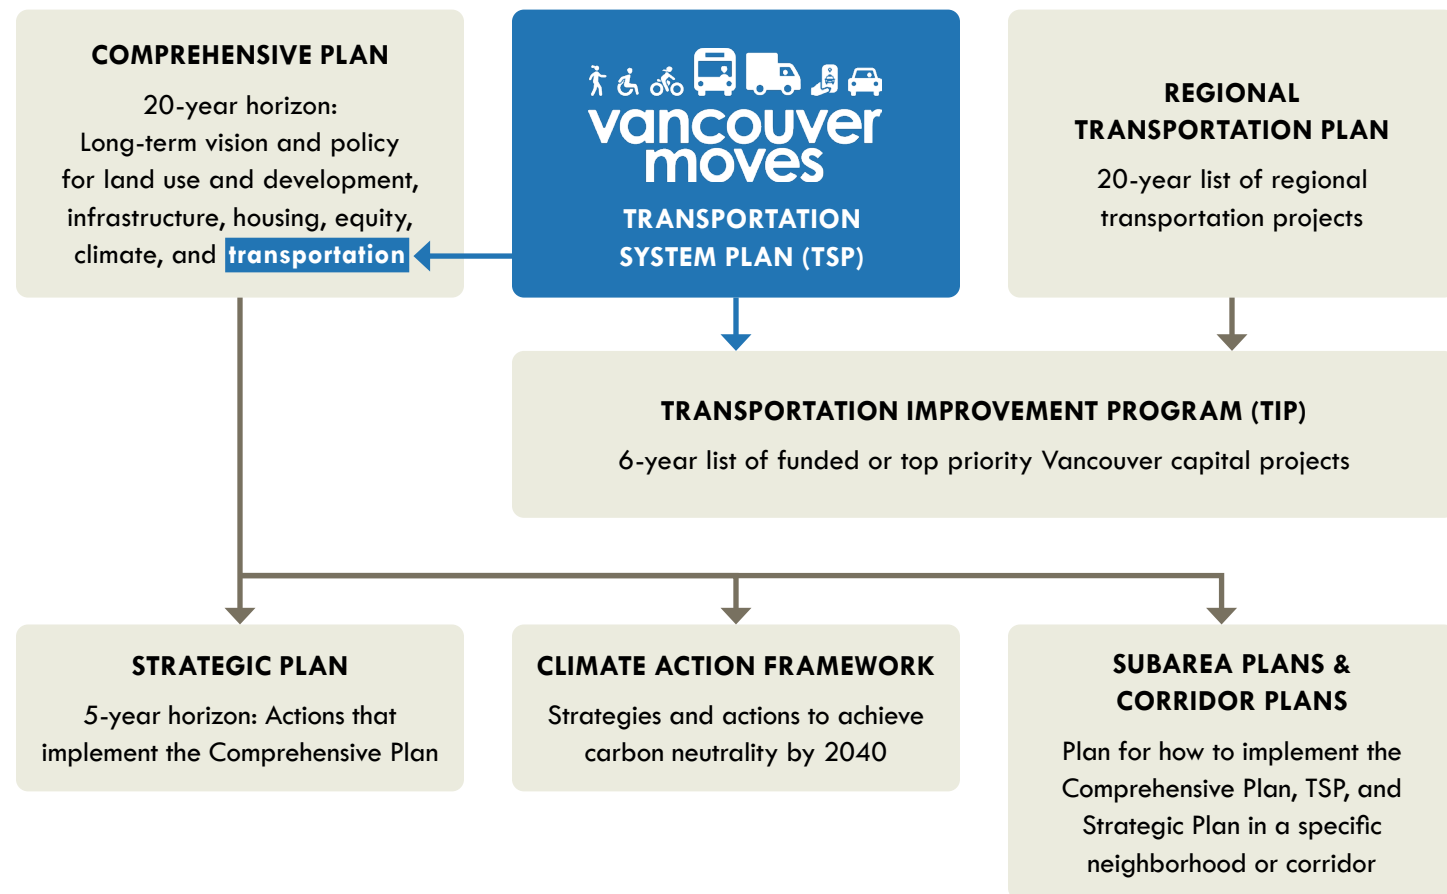 COMPREHENSIVE PLAN
20-year horizon:
Long-term vision and policy
for land use and development,
infrastructure, housing, equity,
climate, and transportation
vancouver
moves
TRANSPORTATION
SYSTEM PLAN (TSP)
REGIONAL
TRANSPORTATION PLAN
20-year list of regional
transportation projects
TRANSPORTATION IMPROVEMENT PROGRAM (TIP)
6-year list of funded or top priority Vancouver capital projects
STRATEGIC PLAN
5-year horizon: Actions that
implement the Comprehensive Plan
CLIMATE ACTION FRAMEWORK
Strategies and actions to achieve
carbon neutrality by 2040
SUBAREA PLANS &
CORRIDOR PLANS
Plan for how to implement the
Comprehensive Plan, TSP, and
Strategic Plan in a specific
neighborhood or corridor